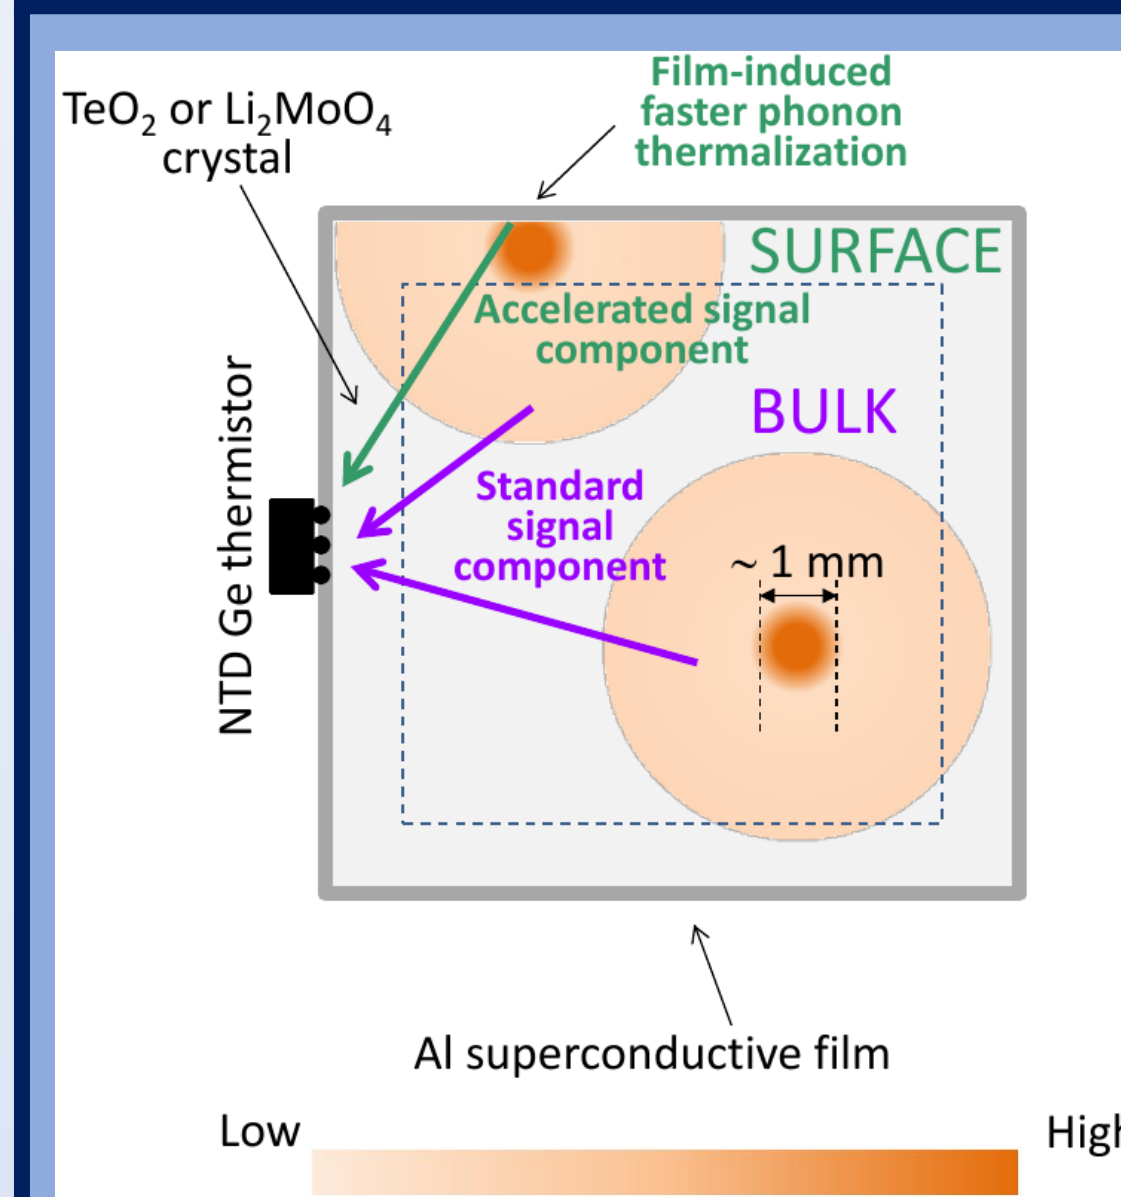 Film-induced
faster phonon
thermalization
TeO₂ or Li₂MoO₄
crystal
SURFACE
Accelerated signal
component
BULK
NTD Ge thermistor
Standard
signal
component
~ 1 mm
Al superconductive film
Low
High